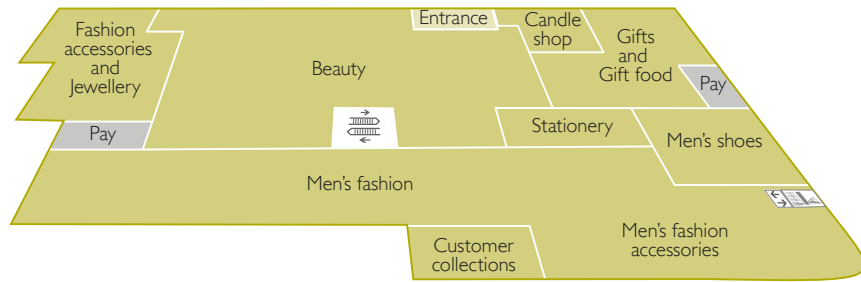 Fashion
accessories
and
Jewellery
Pay
Beauty
Entrance
Candle
shop
Gifts
and
Gift food
Pay
Stationery
Men's shoes
Men's fashion
Customer
collections
Men's fashion
accessories